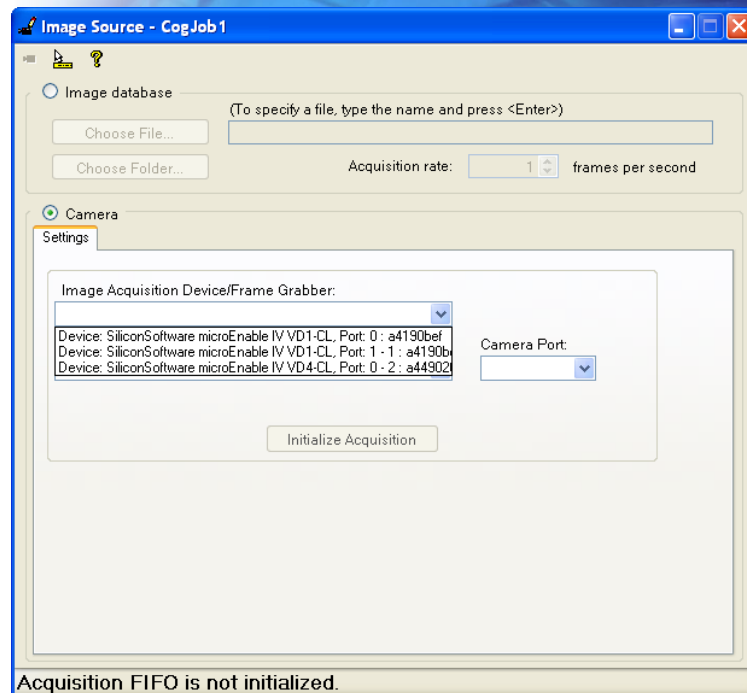 Image Source - CogJob1
Image database
(To specify a file, type the name and press <Enter>)
Choose File...
Choose Folder...
Acquisition rate:
1
frames per second
Camera
Settings
Image Acquisition Device/Frame Grabber:
Device: SiliconSoftware microEnable IV VD1-CL, Port: 0 : a4190bef
Device: SiliconSoftware microEnable IV VD1-CL, Port: 1 - 1 : a4190b
Device: SiliconSoftware microEnable IV VD4-CL, Port: 0 - 2 : a44902
Camera Port:
Initialize Acquisition
Acquisition FIFO is not initialized.